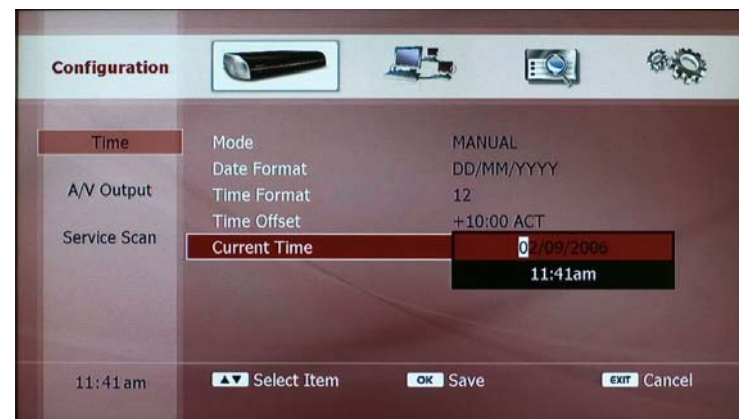 Configuration
Time
A/V Output
Service Scan
Mode MANUAL
Date Format DD/MM/YYYY
Time Format 12
Time Offset +10:00 ACT
Current Time 02/09/2006
11:41am
11:41am
▲▼ Select Item OK Save EXIT Cancel